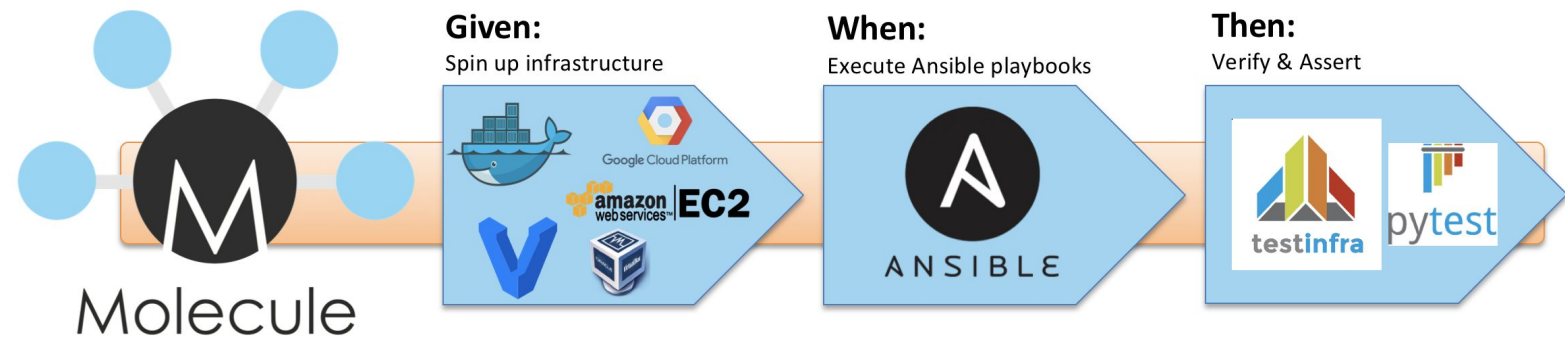 Given:
Spin up infrastructure
When:
Execute Ansible playbooks
Then:
Verify & Assert
M
Molecule
Google Cloud Platform
amazon
web services™
EC2
A
ANSIBLE
testinfra
pytest